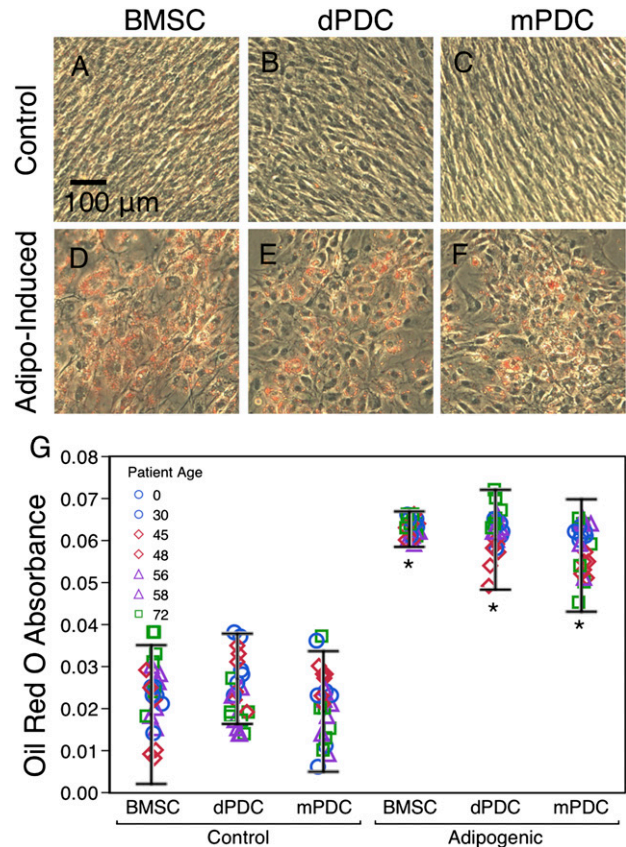 BMSC dPDC mPDC
Control
A B C
100 µm
Adipo-Induced
D E F
G
Oil Red O Absorbance
0.08
0.07
0.06
0.05
0.04
0.03
0.02
0.01
0.00
Patient Age
0
30
45
48
56
58
72
* * *
BMSC dPDC mPDC BMSC dPDC mPDC
Control Adipogenic